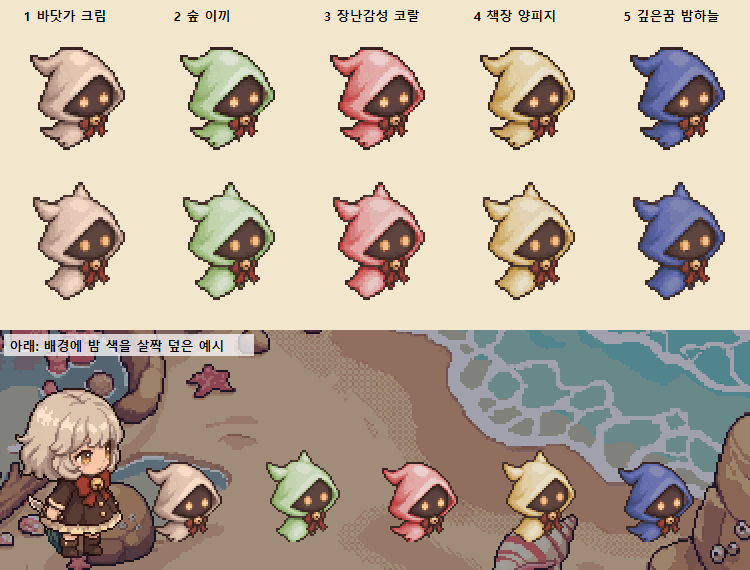 1 바닷가 크림
2 숲 이끼
3 장난감성 코랄
4 책장 양피지
5 깊은꿈 밤하늘
아래: 배경에 밤 색을 살짝 덮은 예시